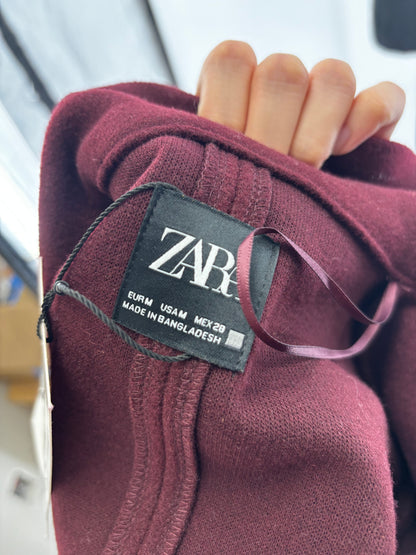 ZARA
EUR M USA M MEX 28
MADE IN BANGLADESH